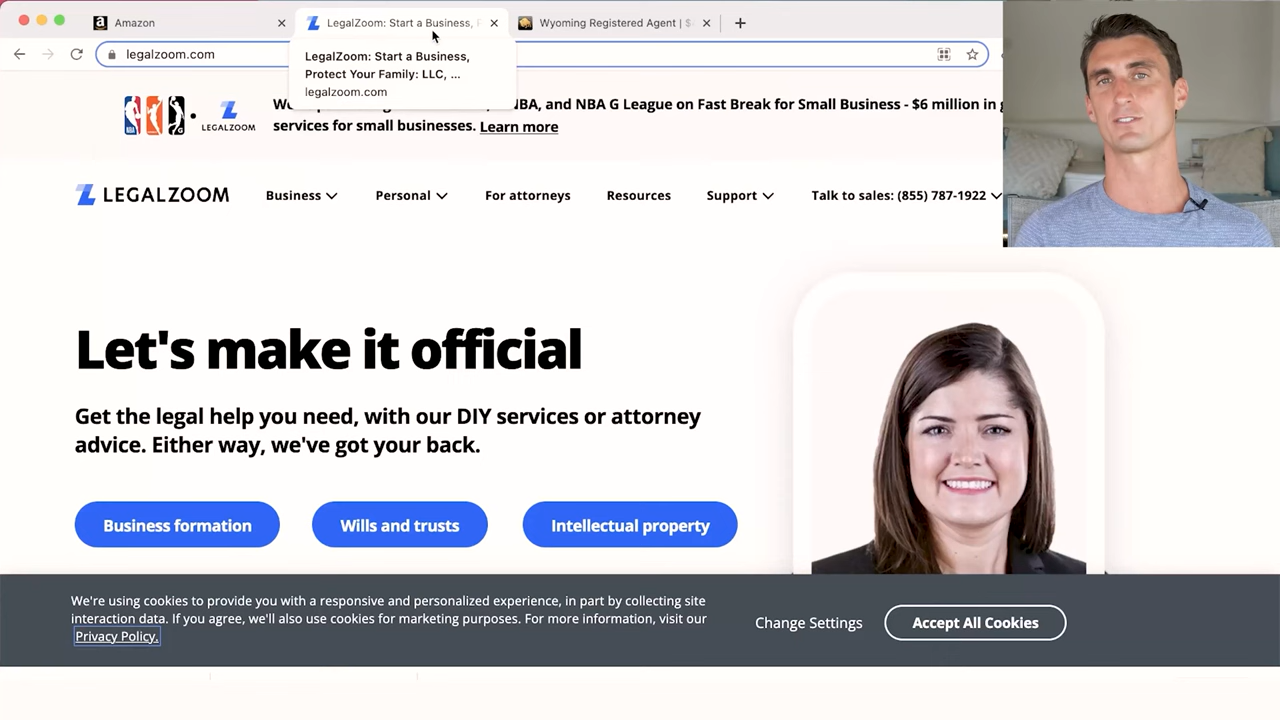 Amazon
LegalZoom: Start a Business,
Wyoming Registered Agent |
legalzoom.com
LegalZoom: Start a Business,
Protect Your Family: LLC, ...
legalzoom.com
LEGALZOOM
BA, and NBA G League on Fast Break for Small Business - $6 million in
services for small businesses. Learn more
LEGALZOOM
Business
Personal
For attorneys
Resources
Support
Talk to sales: (855) 787-1922
Let's make it official
Get the legal help you need, with our DIY services or attorney
advice. Either way, we've got your back.
Business formation
Wills and trusts
Intellectual property
We're using cookies to provide you with a responsive and personalized experience, in part by collecting site
interaction data. If you agree, we'll also use cookies for marketing purposes. For more information, visit our
Privacy Policy.
Change Settings
Accept All Cookies